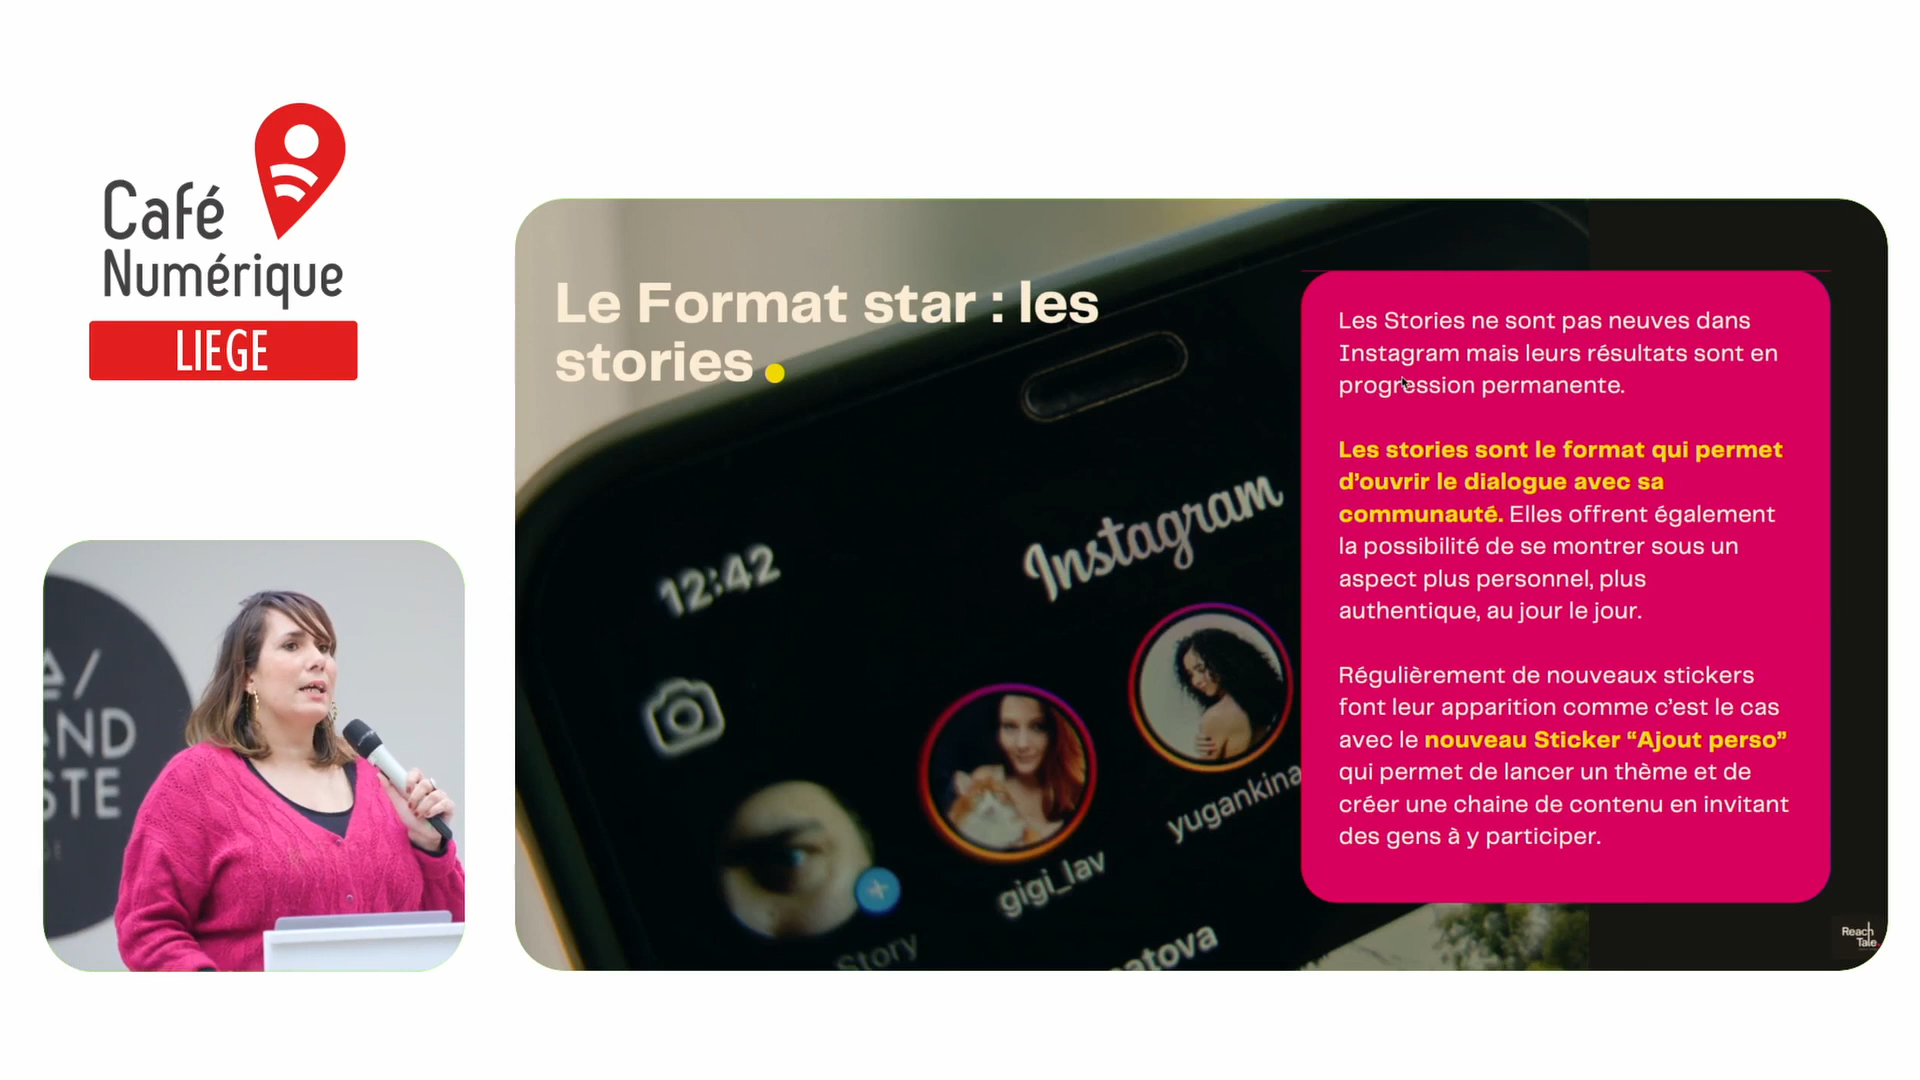 Café
Numérique
LIEGE
Le Format star : les
stories.
12:42
Instagram
gigi_lav
yugankina
Story
atova
Les Stories ne sont pas neuves dans
Instagram mais leurs résultats sont en
progression permanente.
Les stories sont le format qui permet
d’ouvrir le dialogue avec sa
communauté. Elles offrent également
la possibilité de se montrer sous un
aspect plus personnel, plus
authentique, au jour le jour.
Régulièrement de nouveaux stickers
font leur apparition comme c’est le cas
avec le nouveau Sticker “Ajout perso”
qui permet de lancer un thème et de
créer une chaine de contenu en invitant
des gens à y participer.
Reach
Tale.